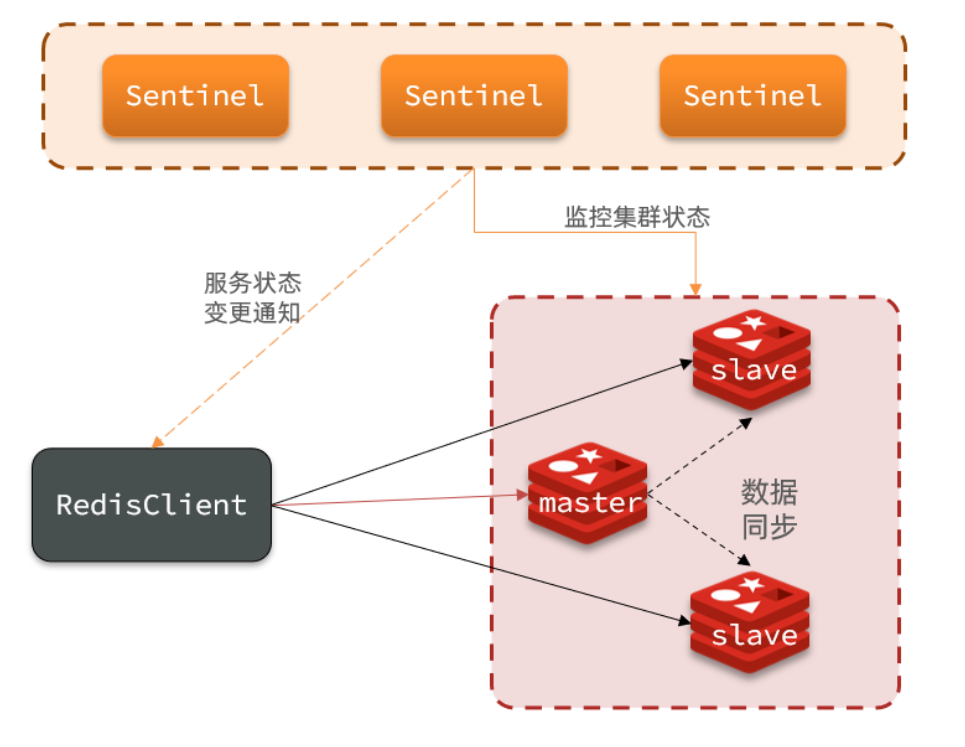 Sentinel
Sentinel
Sentinel
监控集群状态
服务状态
变更通知
slave
RedisClient
master
数据
同步
slave